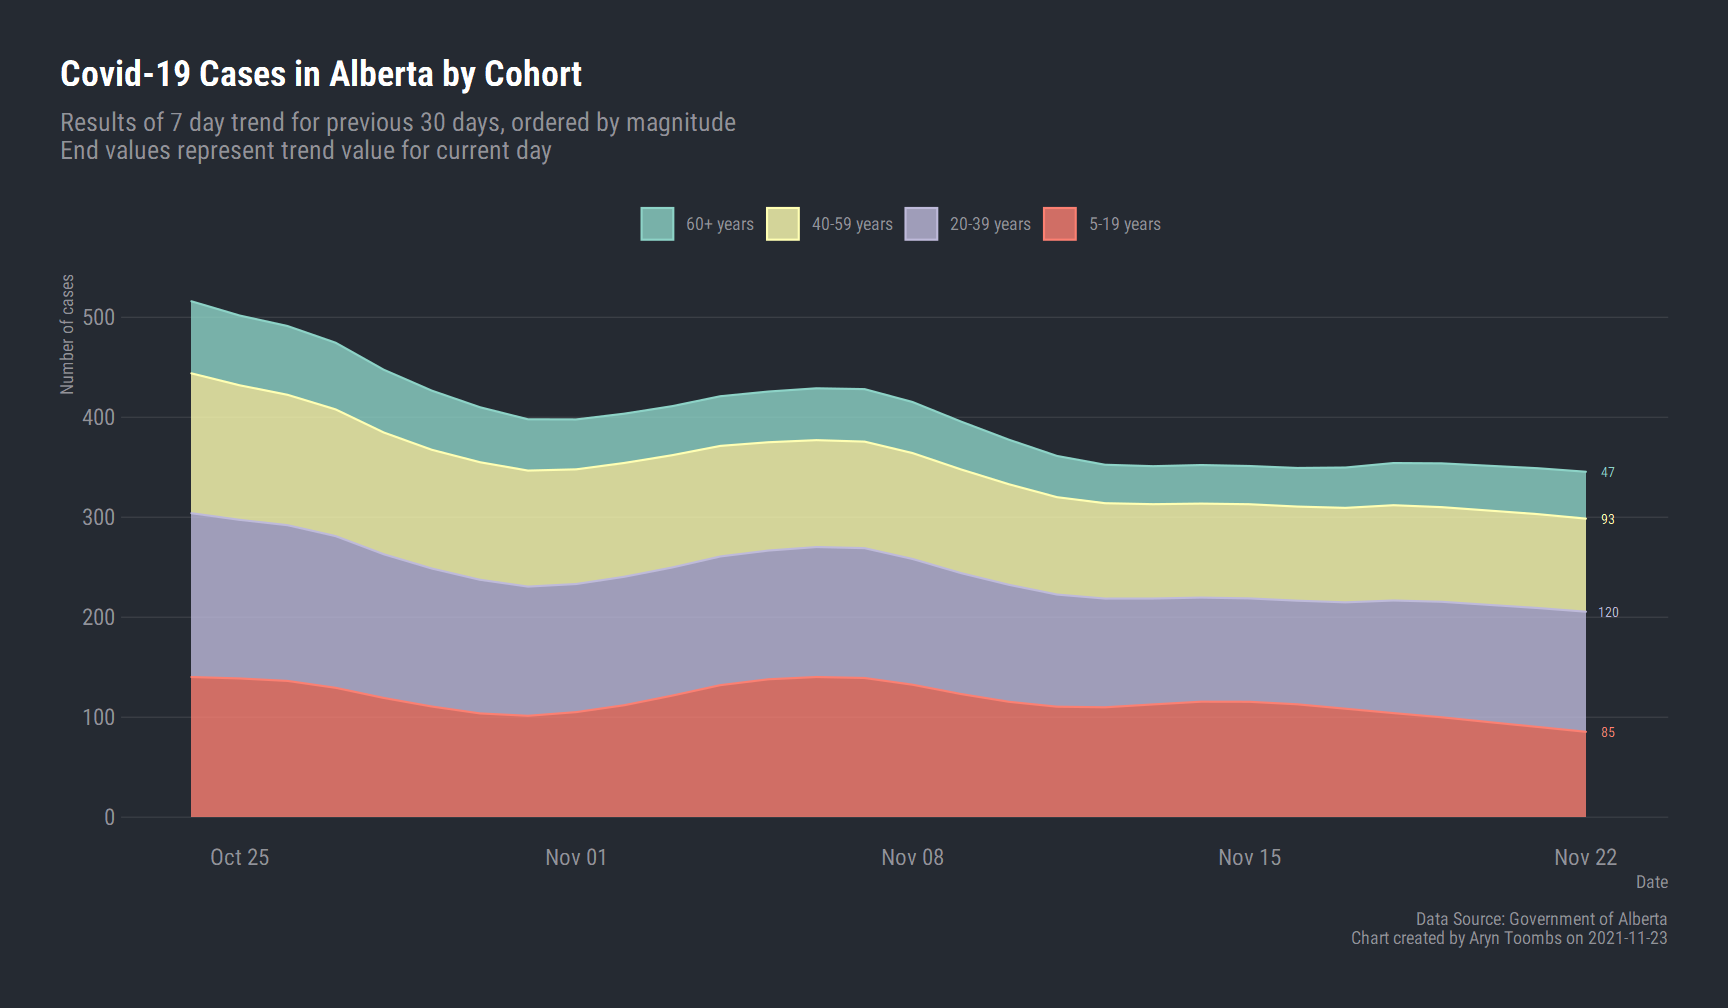 Covid-19 Cases in Alberta by Cohort
Results of 7 day trend for previous 30 days, ordered by magnitude
End values represent trend value for current day
60+ years
40-59 years
20-39 years
5-19 years
Number of cases
500
400
300
200
100
0
47
93
120
85
Oct 25
Nov 01
Nov 08
Nov 15
Nov 22
Date
Data Source: Government of Alberta
Chart created by Aryn Toombs on 2021-11-23